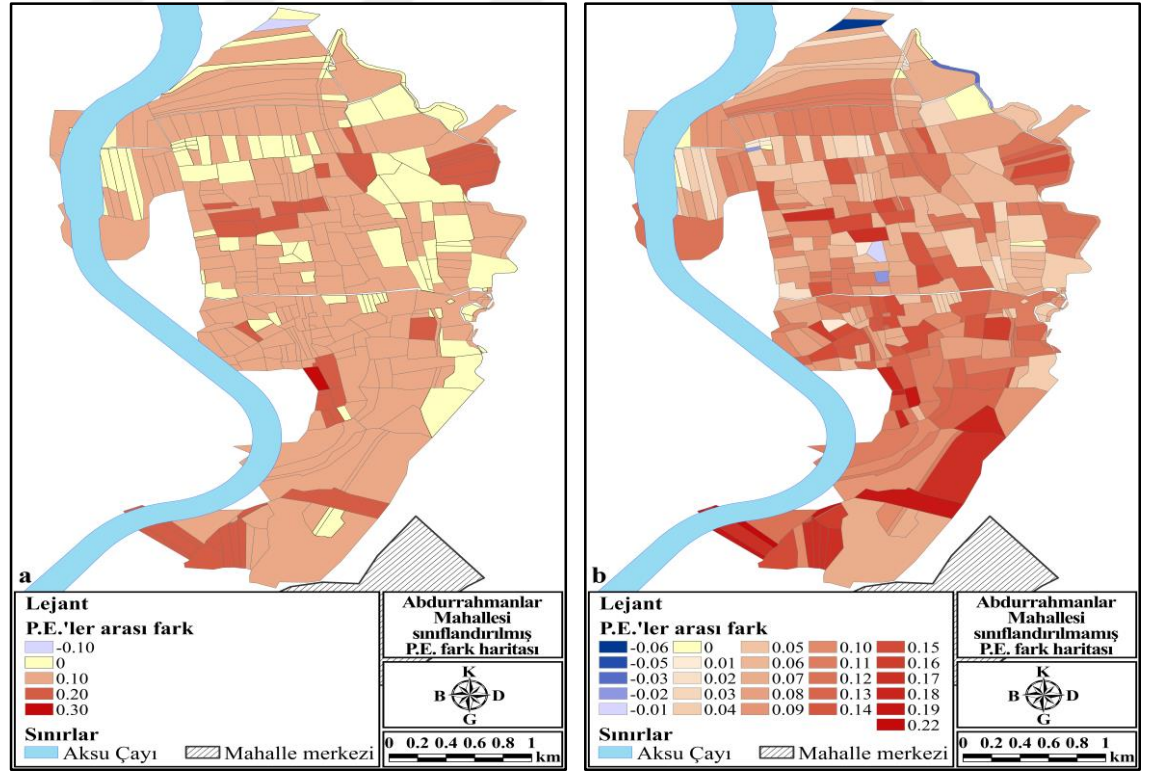 a
Lejant
P.E.'ler arası fark
-0.10
0
0.10
0.20
0.30
Sınırlar
Aksu Çayı
Mahalle merkezi
Abdurrahmanlar
Mahallesi
sınıflandırılmış
P.E. fark haritası
K
B
D
G
0 0.2 0.4 0.6 0.8 1
km
b
Lejant
P.E.'ler arası fark
-0.06 0 0.05 0.10 0.15
-0.05 0.01 0.06 0.11 0.16
-0.03 0.02 0.07 0.12 0.17
-0.02 0.03 0.08 0.13 0.18
-0.01 0.04 0.09 0.14 0.19
0.22
Sınırlar
Aksu Çayı
Mahalle merkezi
Abdurrahmanlar
Mahallesi
sınıflandırılmamış
P.E. fark haritası
K
B
D
G
0 0.2 0.4 0.6 0.8 1
km